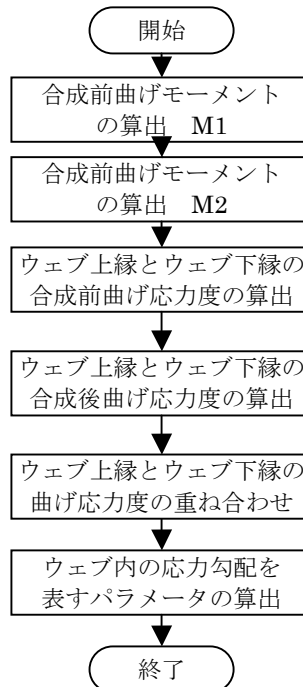 開始
合成前曲げモーメント
の算出　M1
合成前曲げモーメント
の算出　M2
ウェブ上縁とウェブ下縁の
合成前曲げ応力度の算出
ウェブ上縁とウェブ下縁の
合成後曲げ応力度の算出
ウェブ上縁とウェブ下縁の
曲げ応力度の重ね合わせ
ウェブ内の応力勾配を
表すパラメータの算出
終了